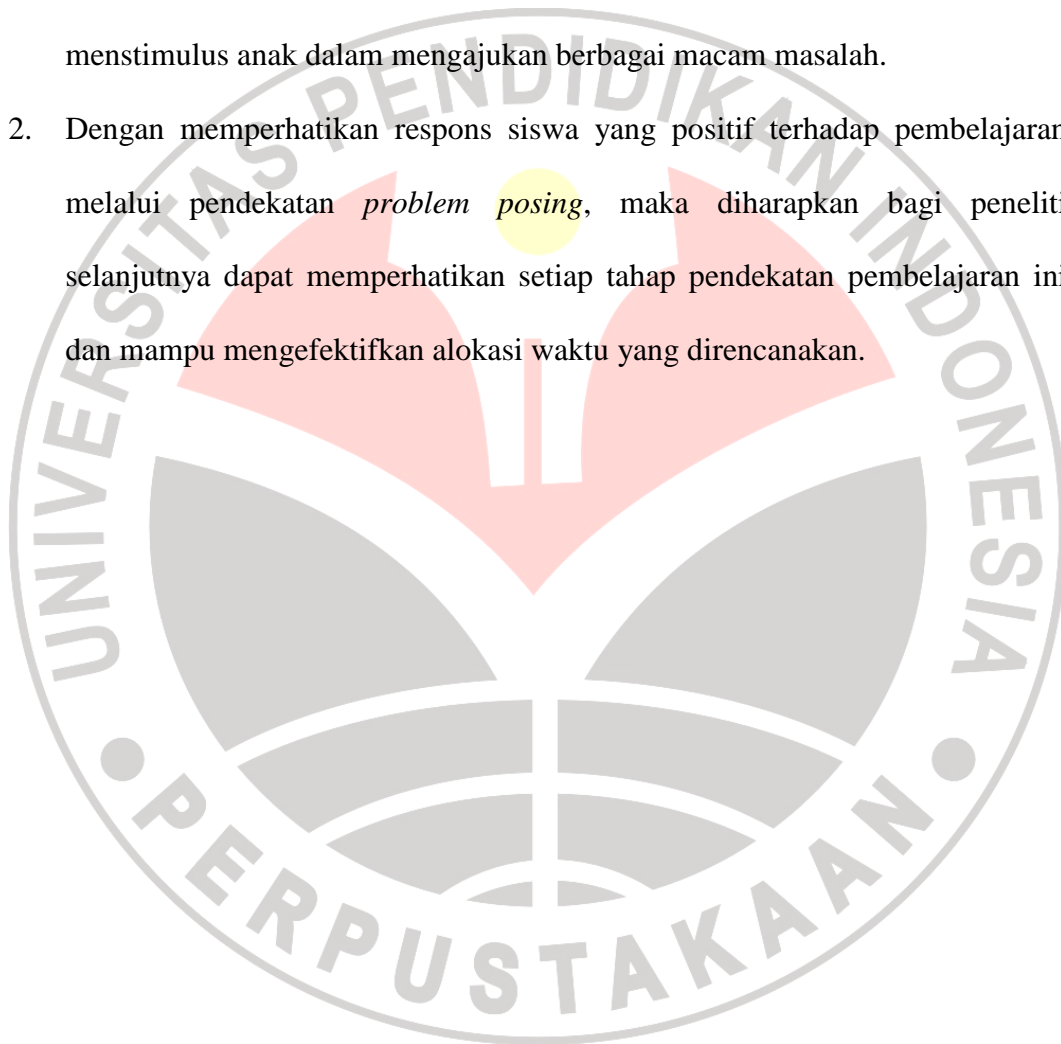 menstimulus anak dalam mengajukan berbagai macam masalah.
2. Dengan memperhatikan respons siswa yang positif terhadap pembelajaran
melalui pendekatan problem posing, maka diharapkan bagi peneliti
selanjutnya dapat memperhatikan setiap tahap pendekatan pembelajaran ini
dan mampu mengefektifkan alokasi waktu yang direncanakan.
UNIVERSITAS PENDIDIKAN INDONESIA
PERPUSTAKAAN